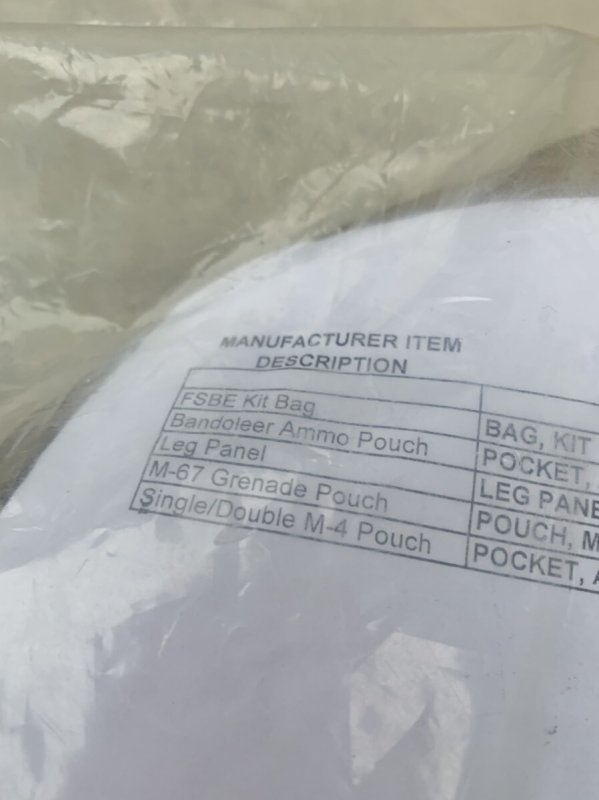 MANUFACTURER ITEM
DESCRIPTION
FSBE Kit Bag BAG, KIT
Bandoleer Ammo Pouch POCKET,
Leg Panel LEG PANE
M-67 Grenade Pouch POUCH, M
Single/Double M-4 Pouch POCKET, A